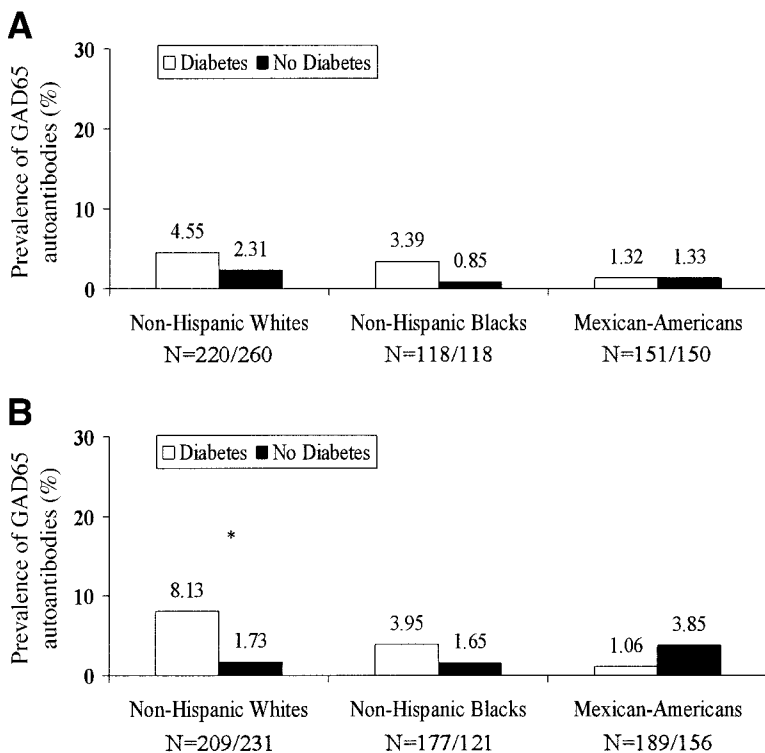 A
Prevalence of GAD65
autoantibodies (%)
30
20
10
0
Diabetes No Diabetes
4.55 2.31 3.39 0.85 1.32 1.33
Non-Hispanic Whites Non-Hispanic Blacks Mexican-Americans
N=220/260 N=118/118 N=151/150
B
Prevalence of GAD65
autoantibodies (%)
30
20
10
0
Diabetes No Diabetes
*
8.13 1.73 3.95 1.65 1.06 3.85
Non-Hispanic Whites Non-Hispanic Blacks Mexican-Americans
N=209/231 N=177/121 N=189/156